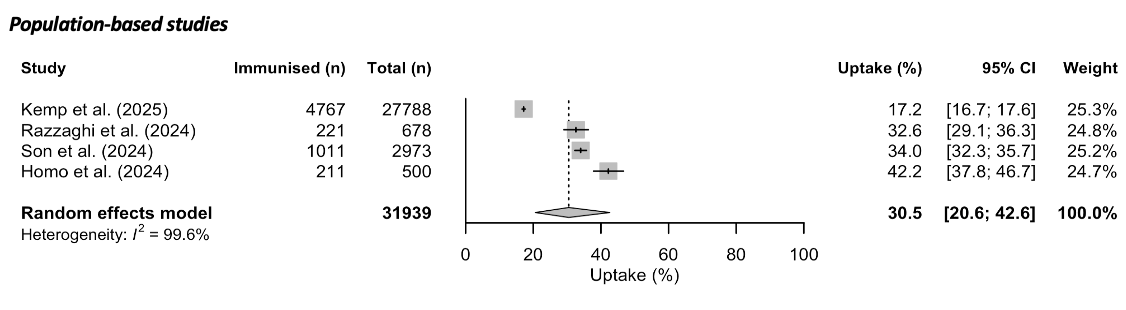 Population-based studies
Study Immunised (n) Total (n) Uptake (%) 95% CI Weight
Kemp et al. (2025) 4767 27788 17.2 [16.7; 17.6] 25.3%
Razzaghi et al. (2024) 221 678 32.6 [29.1; 36.3] 24.8%
Son et al. (2024) 1011 2973 34.0 [32.3; 35.7] 25.2%
Homo et al. (2024) 211 500 42.2 [37.8; 46.7] 24.7%
Random effects model 31939 30.5 [20.6; 42.6] 100.0%
Heterogeneity: I² = 99.6%
0 20 40 60 80 100
Uptake (%)